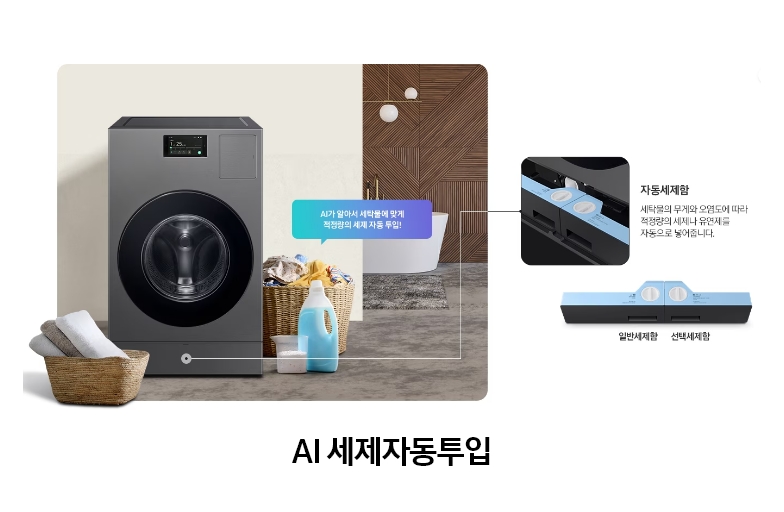 AI가 알아서 세탁물에 맞게
적정량의 세제 자동 투입!
자동세제함
세탁물의 무게와 오염도에 따라
적정량의 세제나 유연제를
자동으로 넣어줍니다.
일반세제함 선택세제함
AI 세제자동투입